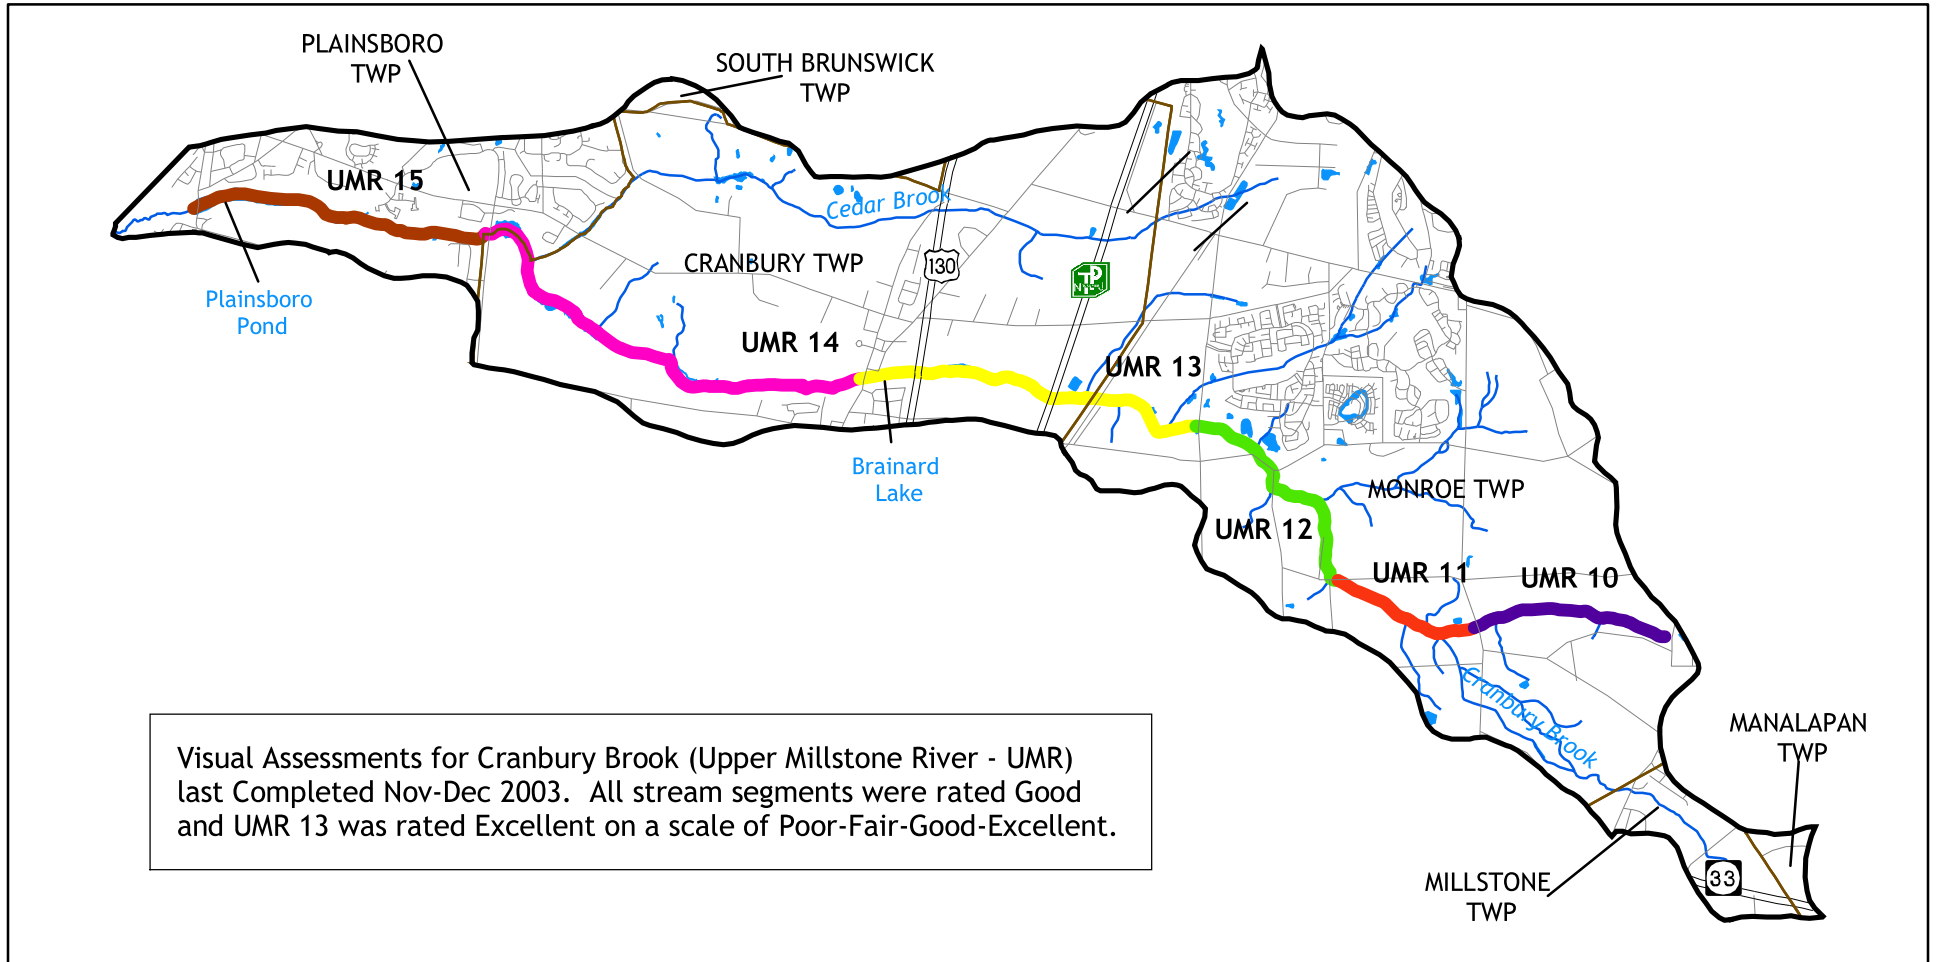 PLAINSBORO
TWP
SOUTH BRUNSWICK
TWP
UMR 15
Cedar Brook
CRANBURY TWP
130
TP
Plainsboro
Pond
UMR 14
UMR 13
Brainard
Lake
MONROE TWP
UMR 12
UMR 11
UMR 10
Cranbury Brook
MANALAPAN
TWP
Visual Assessments for Cranbury Brook (Upper Millstone River - UMR)
last Completed Nov-Dec 2003.  All stream segments were rated Good
and UMR 13 was rated Excellent on a scale of Poor-Fair-Good-Excellent.
33
MILLSTONE
TWP